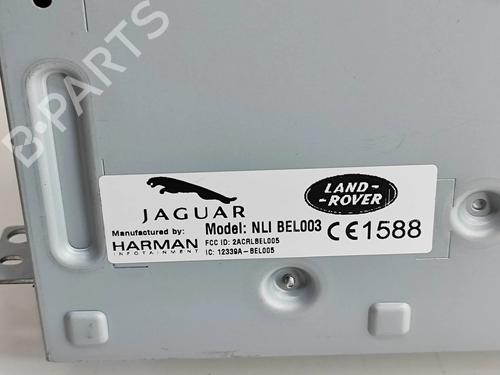 B-PARTS
JAGUAR
LAND-
-ROVER
Manufactured by:
HARMAN
INFOTAINMENT
Model: NLI BEL003
FCC ID: 2ACRLBEL005
IC: 12339A-BEL005
CE1588